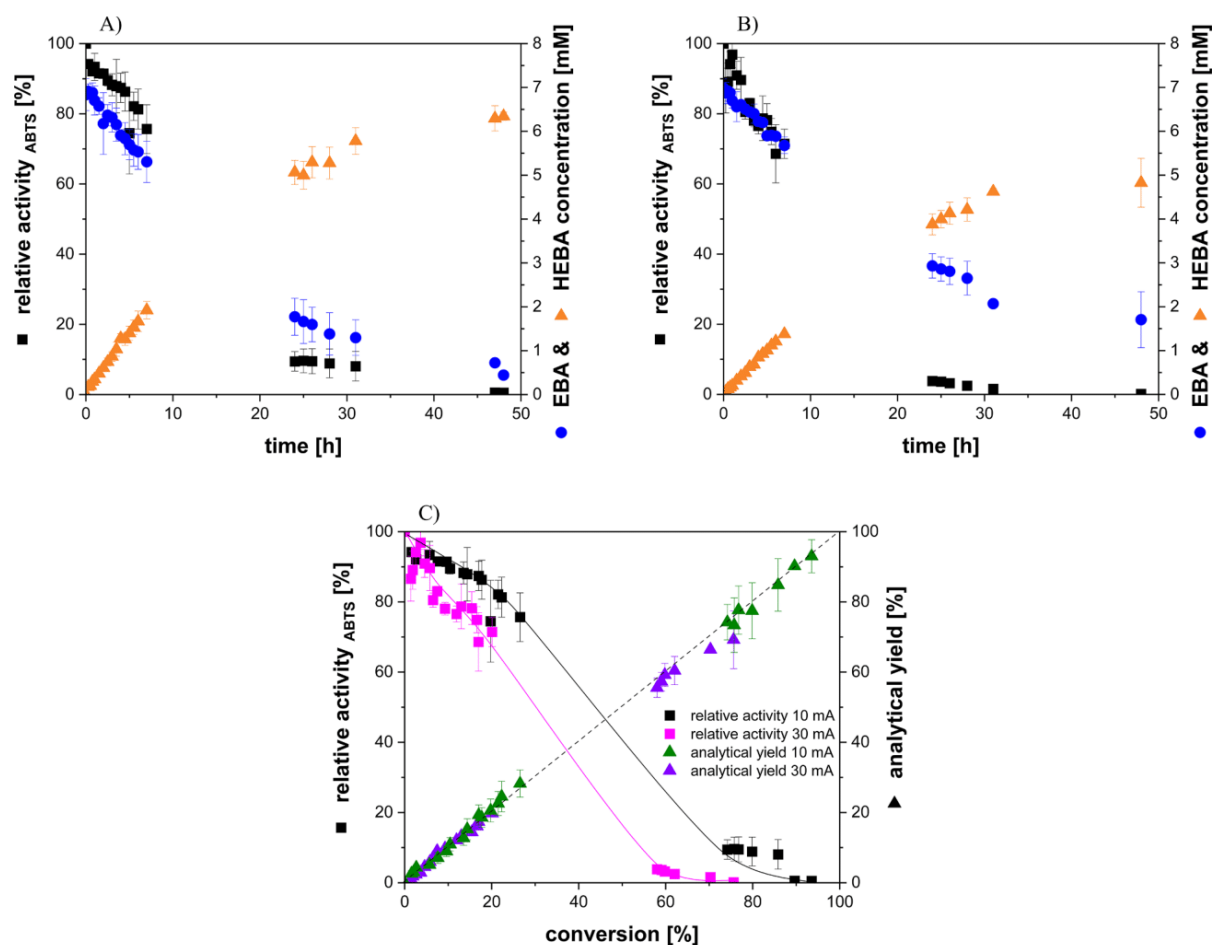 A)
100
80
60
40
20
0
■ relative activity ABTS [%]
0 10 20 30 40 50
time [h]
8
7
6
5
4
3
2
1
0
● EBA & ▲ HEBA concentration [mM]
B)
100
80
60
40
20
0
■ relative activity ABTS [%]
0 10 20 30 40 50
time [h]
8
7
6
5
4
3
2
1
0
● EBA & ▲ HEBA concentration [mM]
C)
100
80
60
40
20
0
■ relative activity ABTS [%]
relative activity 10 mA
relative activity 30 mA
analytical yield 10 mA
analytical yield 30 mA
0 20 40 60 80 100
conversion [%]
100
80
60
40
20
0
▲ analytical yield [%]